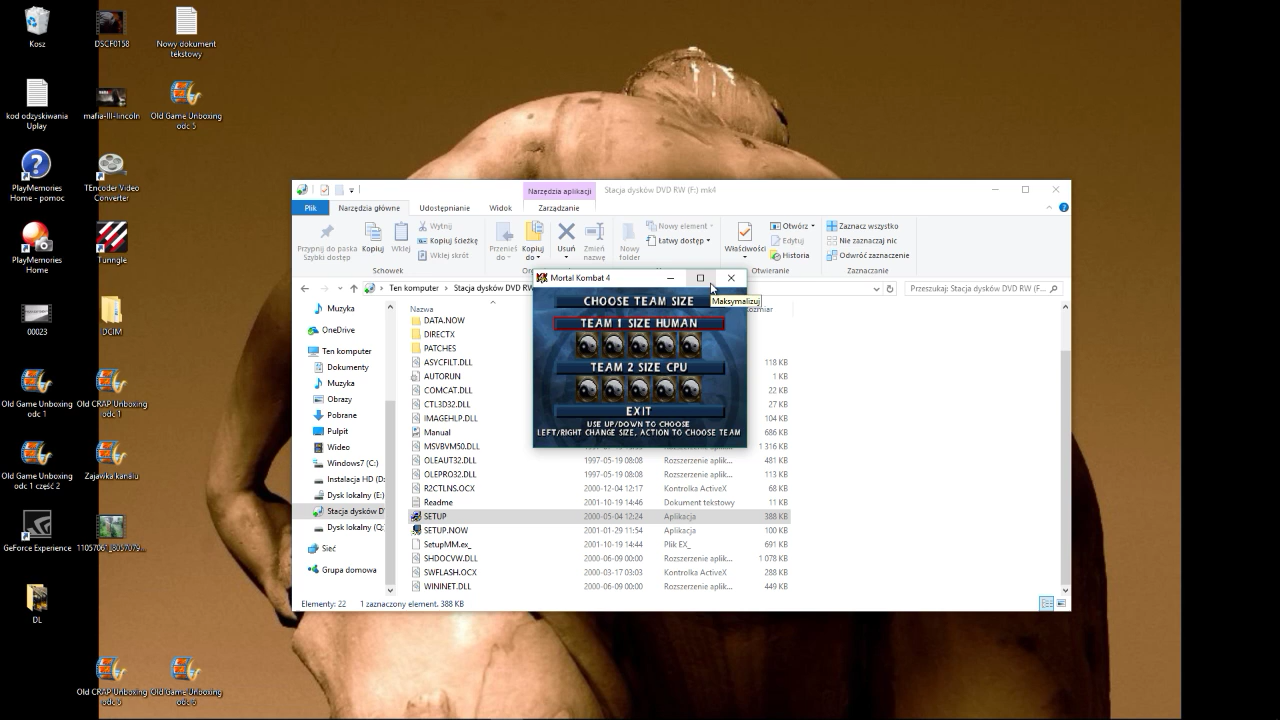 Kosz
DSCF0158
Nowy dokument
tekstowy
kod odzyskiwania
Uplay
mafia-III-lincoln
Old Game Unboxing
odc 5
PlayMemories
Home - pomoc
TEncoder Video
Converter
PlayMemories
Home
Tunngle
00023
DCIM
Old Game Unboxing
odc 1
Old CRAP Unboxing
odc 1
Old Game Unboxing
odc 1 część 2
Zajawka kanału
GeForce Experience
DL
Old CRAP Unboxing
Old Game Unboxing
Narzędzia aplikacji
Stacja dysków DVD RW (F:) mk4
Plik
Narzędzia główne
Udostępnianie
Widok
Zarządzanie
Przypnij do paska
Szybki dostęp
Kopiuj
Wklej
Wytnij
Kopiuj ścieżkę
Wklej skrót
Schowek
Przenieś
do
Kopiuj
do
Usuń
Zmień
nazwę
Nowy
folder
Nowy element
Łatwy dostęp
Właściwości
Otwórz
Edytuj
Historia
Otwieranie
Zaznacz wszystko
Nie zaznaczaj nic
Odwróć zaznaczenie
Zaznaczanie
Ten komputer
Stacja dysków DVD RW
Przeszukaj: Stacja dysków DVD RW (F...
Muzyka
OneDrive
Ten komputer
Dokumenty
Muzyka
Obrazy
Pobrane
Pulpit
Wideo
Windows7 (C:)
Instalacja HD (D:
Dysk lokalny (E:)
Stacja dysków D
Dysk lokalny (Q:
Sieć
Grupa domowa
Nazwa
DATA.NOW
DIRECTX
PATCHES
ASYCFILT.DLL 118 KB
AUTORUN 1 KB
COMCAT.DLL 22 KB
CTL3D32.DLL 27 KB
IMAGEHLP.DLL 104 KB
Manual 686 KB
MSVBVM50.DLL 1 316 KB
OLEAUT32.DLL 1997-05-19 08:08 Rozszerzenie aplik... 481 KB
OLEPRO32.DLL 1997-05-19 08:08 Rozszerzenie aplik... 113 KB
R2CTLNS.OCX 2000-12-04 12:17 Kontrolka ActiveX 68 KB
Readme 2001-10-19 14:46 Dokument tekstowy 11 KB
SETUP 2000-05-04 12:24 Aplikacja 388 KB
SETUP.NOW 2001-01-29 11:54 Aplikacja 100 KB
SetupMM.ex_ 2001-10-19 14:44 Plik EX_ 691 KB
SHDOCVW.DLL 2000-06-09 00:00 Rozszerzenie aplik... 1 078 KB
SWFLASH.OCX 2000-03-17 03:03 Kontrolka ActiveX 288 KB
WININET.DLL 2000-06-09 00:00 Rozszerzenie aplik... 449 KB
Elementy: 22
1 zaznaczony element. 388 KB
Mortal Kombat 4
Maksymalizuj
CHOOSE TEAM SIZE
TEAM 1 SIZE HUMAN
TEAM 2 SIZE CPU
EXIT
USE UP/DOWN TO CHOOSE
LEFT/RIGHT CHANGE SIZE, ACTION TO CHOOSE TEAM